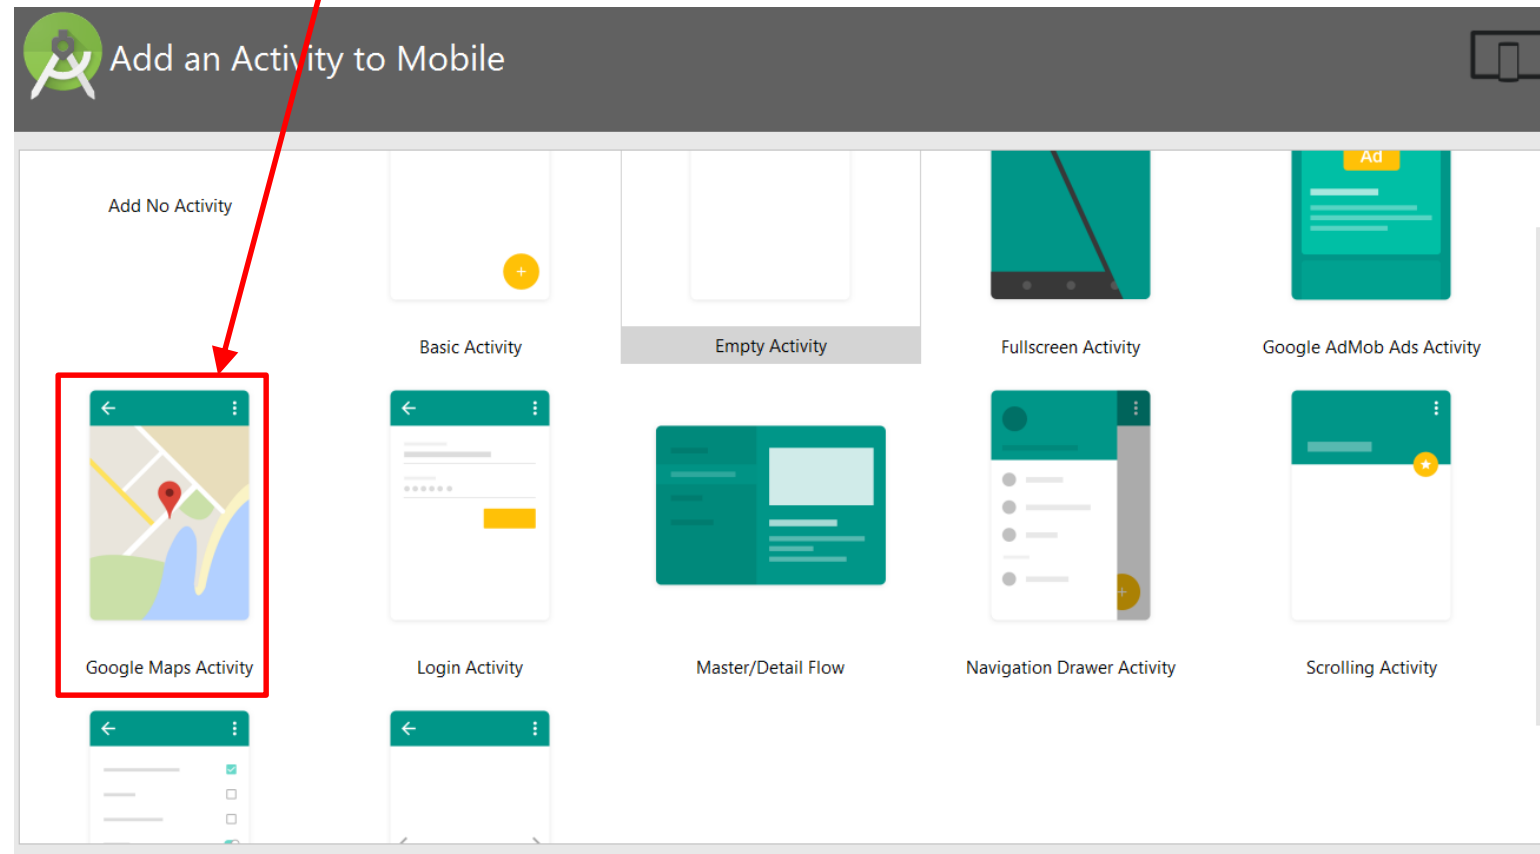 Add an Activity to Mobile
Ad
Add No Activity
Basic Activity
Empty Activity
Fullscreen Activity
Google AdMob Ads Activity
Google Maps Activity
Login Activity
Master/Detail Flow
Navigation Drawer Activity
Scrolling Activity